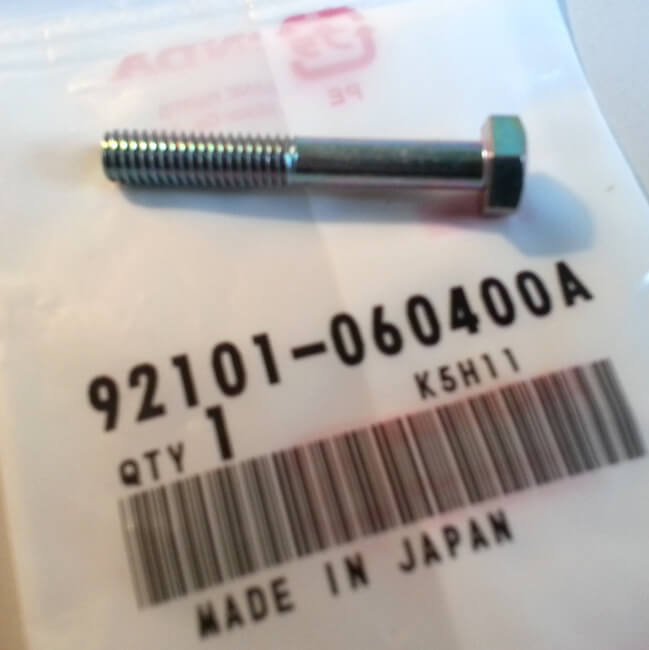 92101-060400A
K5H11
QTY 1
MADE IN JAPAN